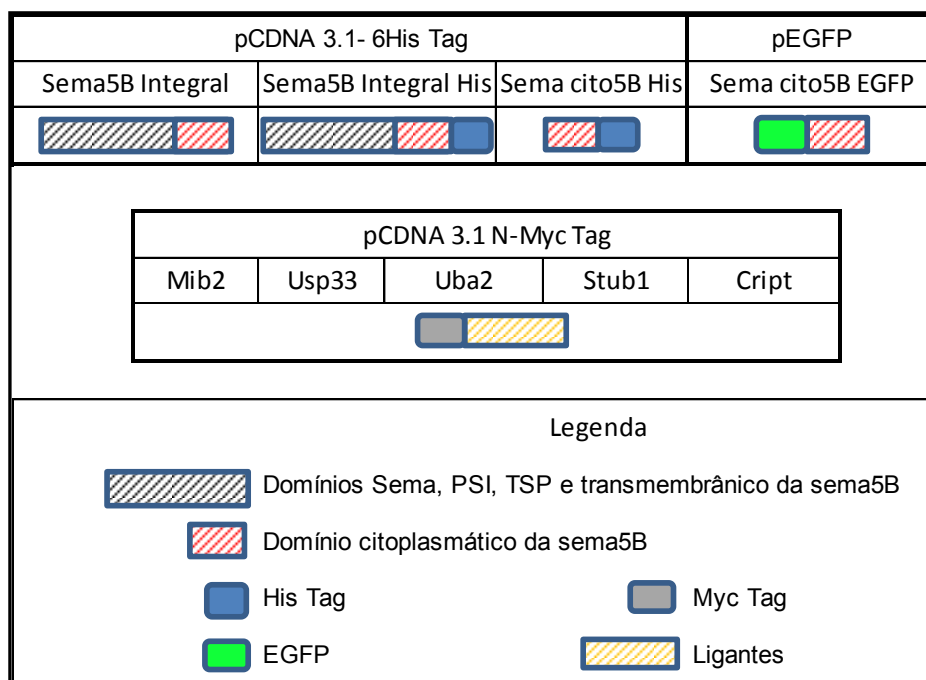 pCDNA 3.1- 6His Tag pEGFP
Sema5B Integral Sema5B Integral His Sema cito5B His Sema cito5B EGFP
pCDNA 3.1 N-Myc Tag
Mib2 Usp33 Uba2 Stub1 Cript
Legenda
Domínios Sema, PSI, TSP e transmembrânico da sema5B
Domínio citoplasmático da sema5B
His Tag Myc Tag
EGFP Ligantes